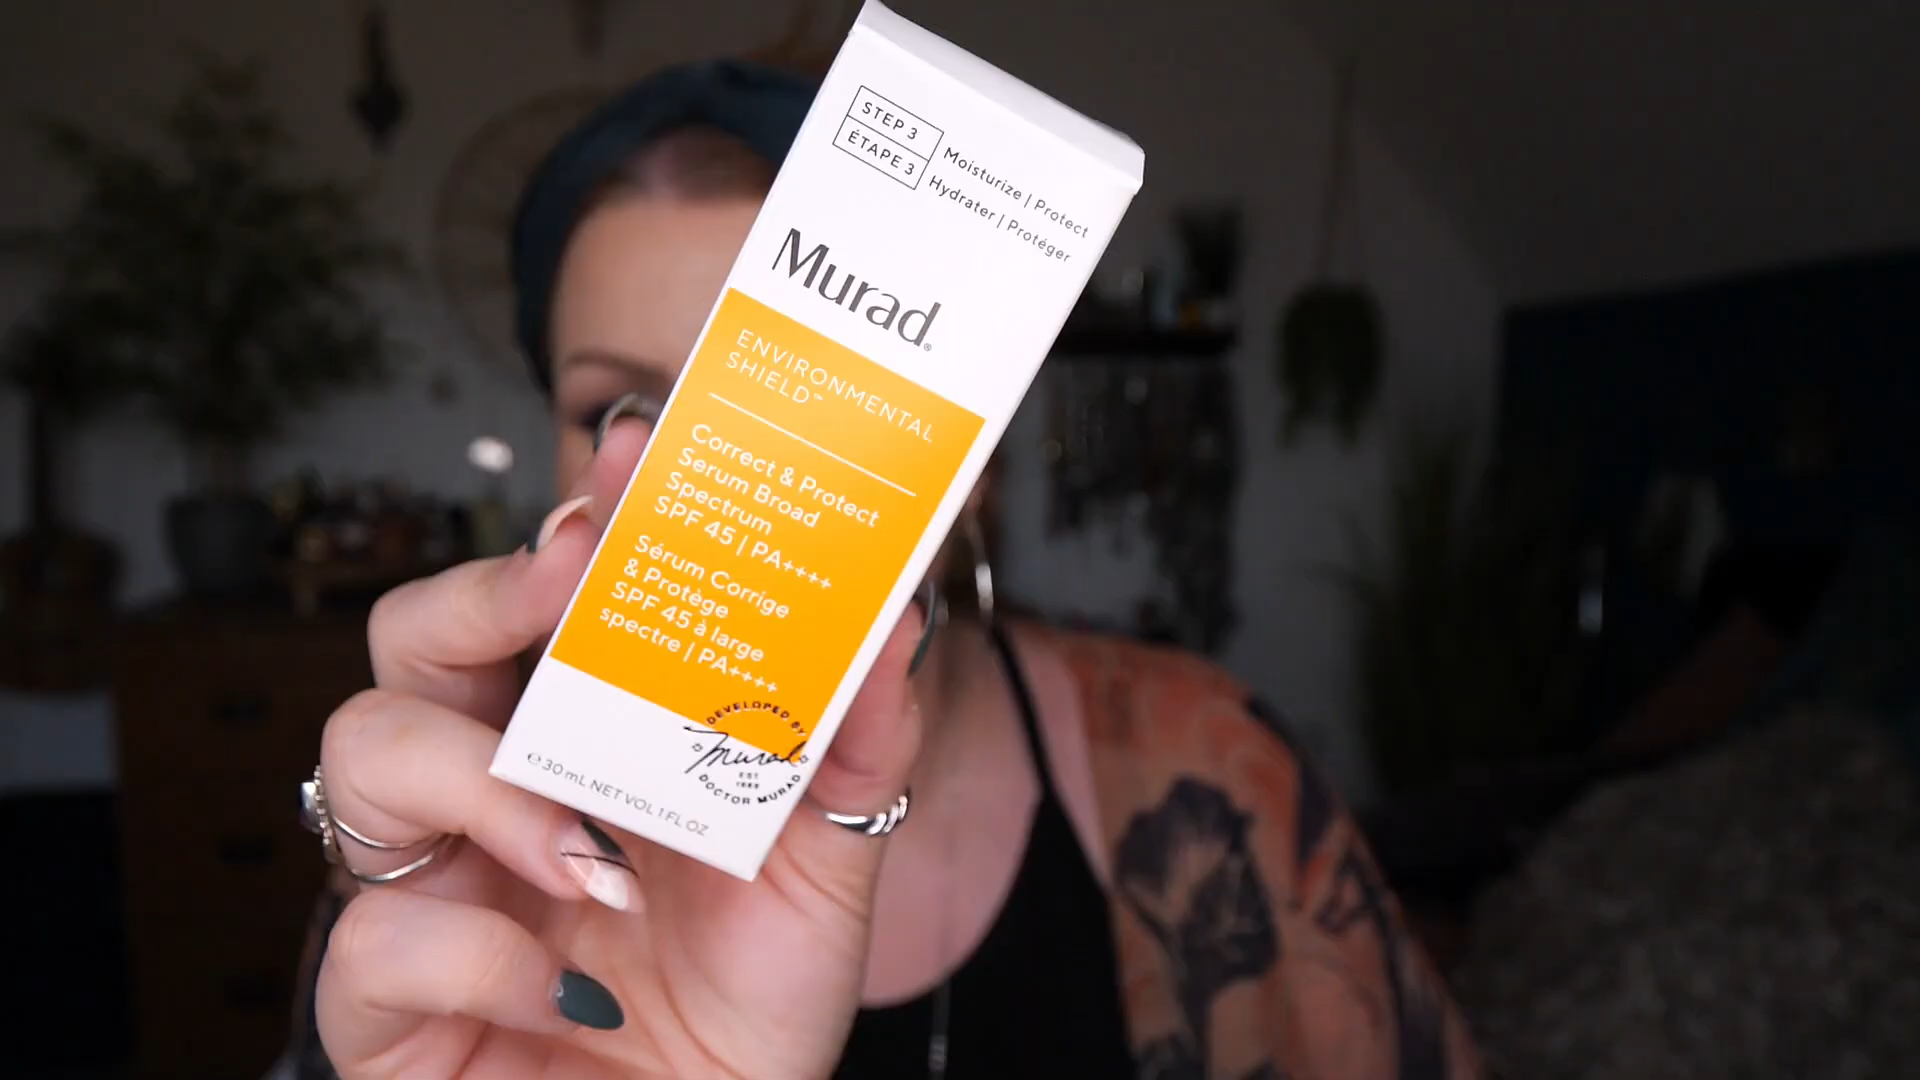 STEP 3
ÉTAPE 3
Moisturize | Protect
Hydrater | Protéger
Murad®
ENVIRONMENTAL
SHIELD™
Correct & Protect
Serum Broad
Spectrum
SPF 45 | PA++++
Sérum Corrige
& Protège
SPF 45 à large
spectre | PA++++
DEVELOPED BY
Murad
EST
1989
DOCTOR MURAD
℮ 30 mL NET VOL 1 FL OZ